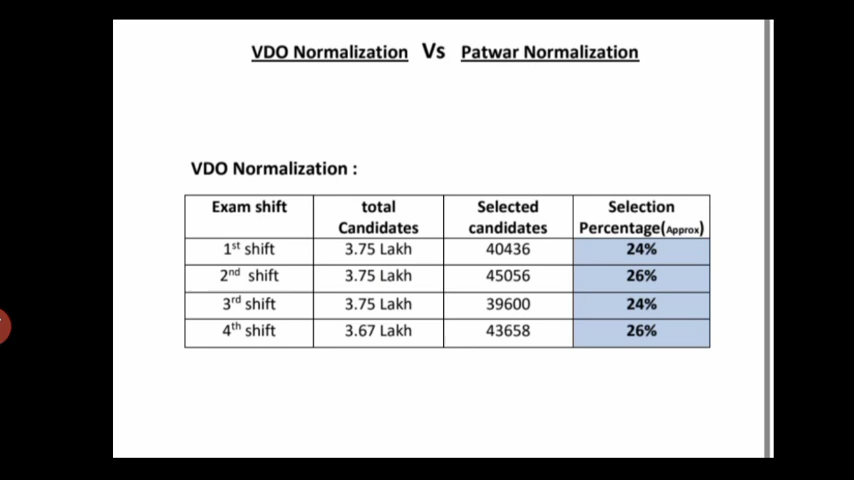 VDO Normalization Vs Patwar Normalization
VDO Normalization :
Exam shift total Candidates Selected candidates Selection Percentage(Approx)
1st shift 3.75 Lakh 40436 24%
2nd shift 3.75 Lakh 45056 26%
3rd shift 3.75 Lakh 39600 24%
4th shift 3.67 Lakh 43658 26%